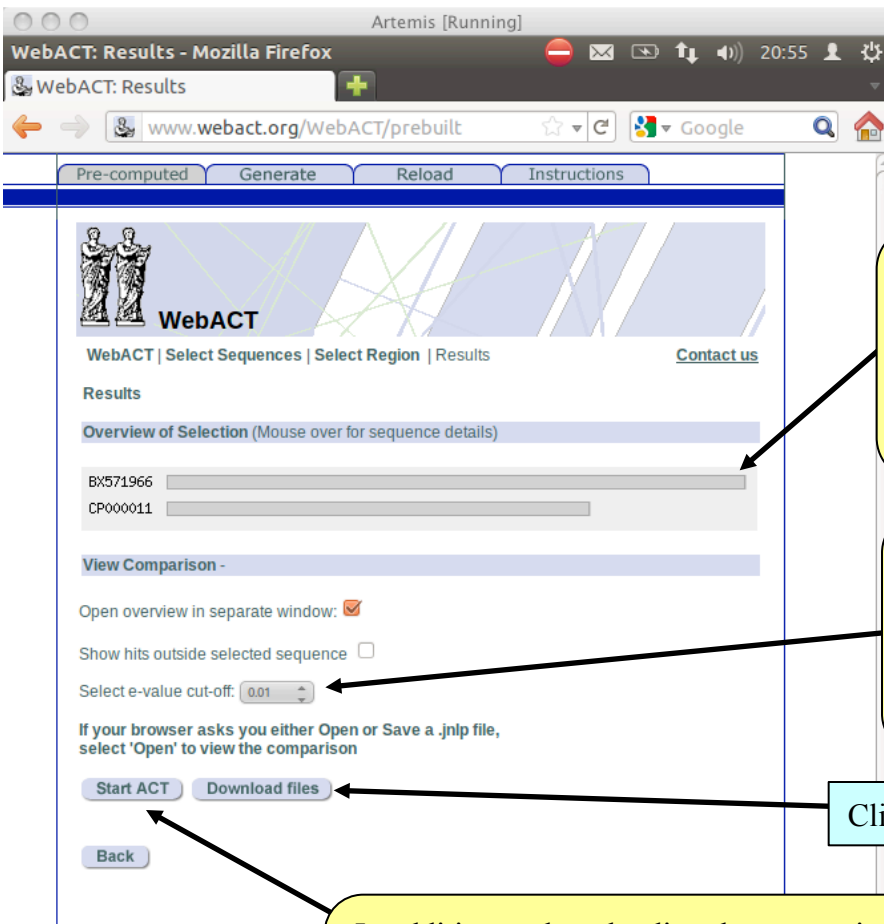 Artemis [Running]
WebACT: Results - Mozilla Firefox 20:55
WebACT: Results
www.webact.org/WebACT/prebuilt Google
Pre-computed Generate Reload Instructions
WebACT
WebACT | Select Sequences | Select Region | Results Contact us
Results
Overview of Selection (Mouse over for sequence details)
BX571966
CP000011
View Comparison -
Open overview in separate window:
Show hits outside selected sequence
Select e-value cut-off: 0.01
If your browser asks you either Open or Save a .jnlp file,
select 'Open' to view the comparison
Start ACT Download files
Back